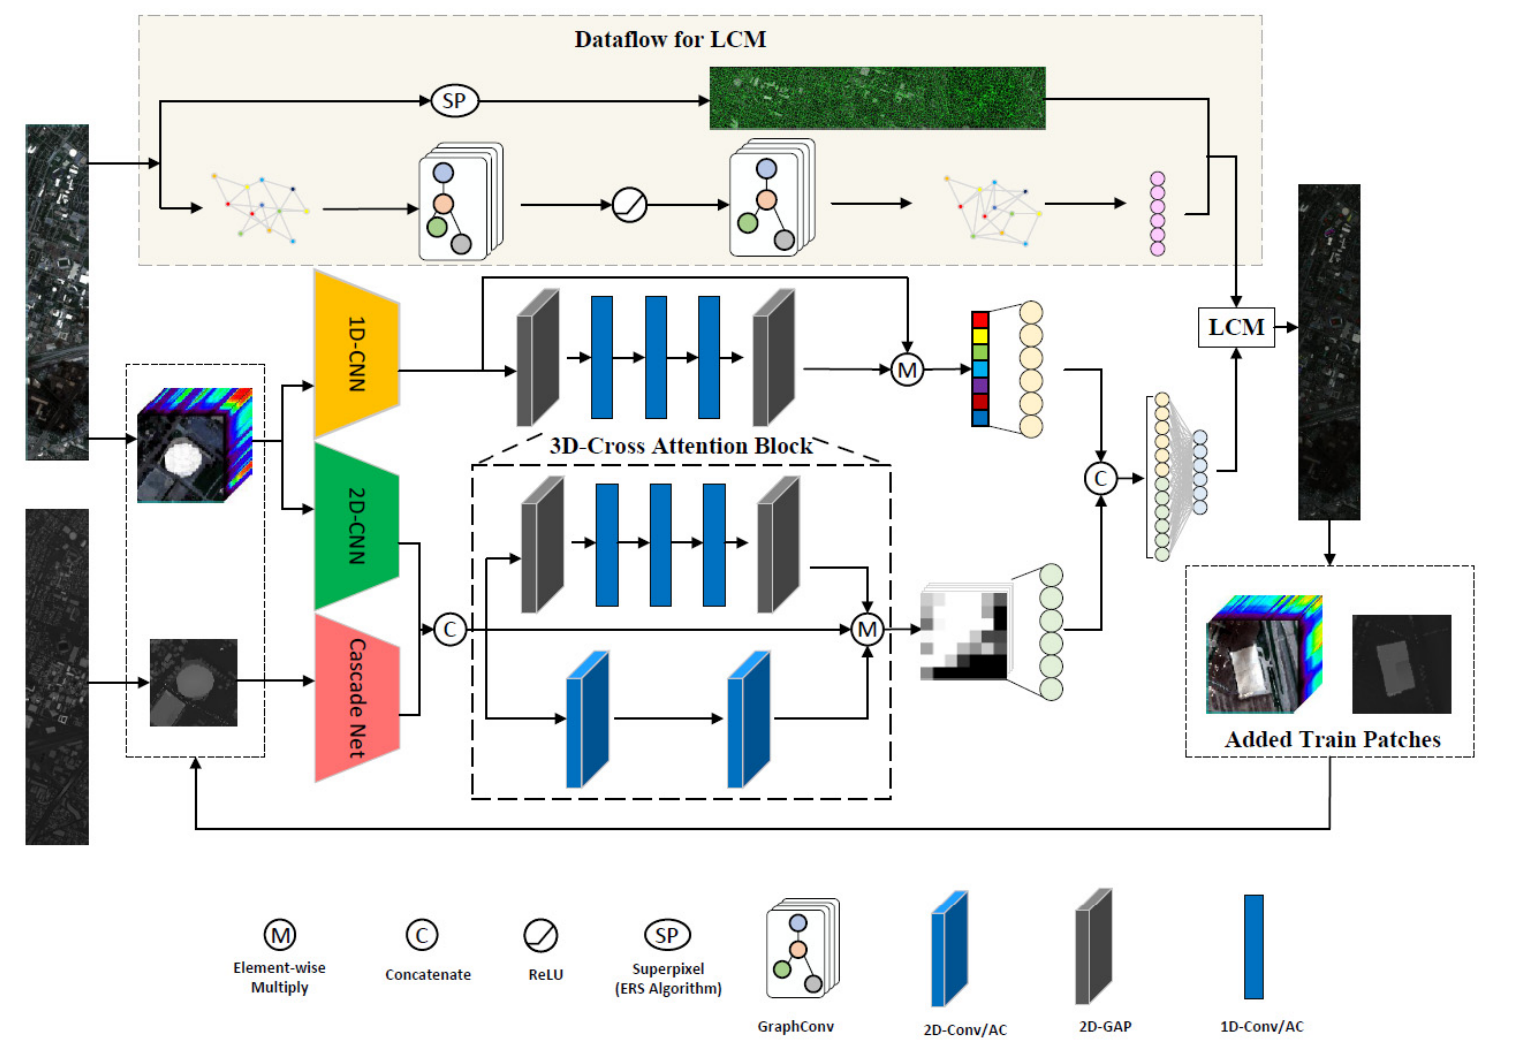 Dataflow for LCM
SP
1D-CNN
M
LCM
3D-Cross Attention Block
2D-CNN
C
C
M
Cascade Net
Added Train Patches
M
C
SP
Element-wise
Multiply
Concatenate
ReLU
Superpixel
(ERS Algorithm)
GraphConv
2D-Conv/AC
2D-GAP
1D-Conv/AC